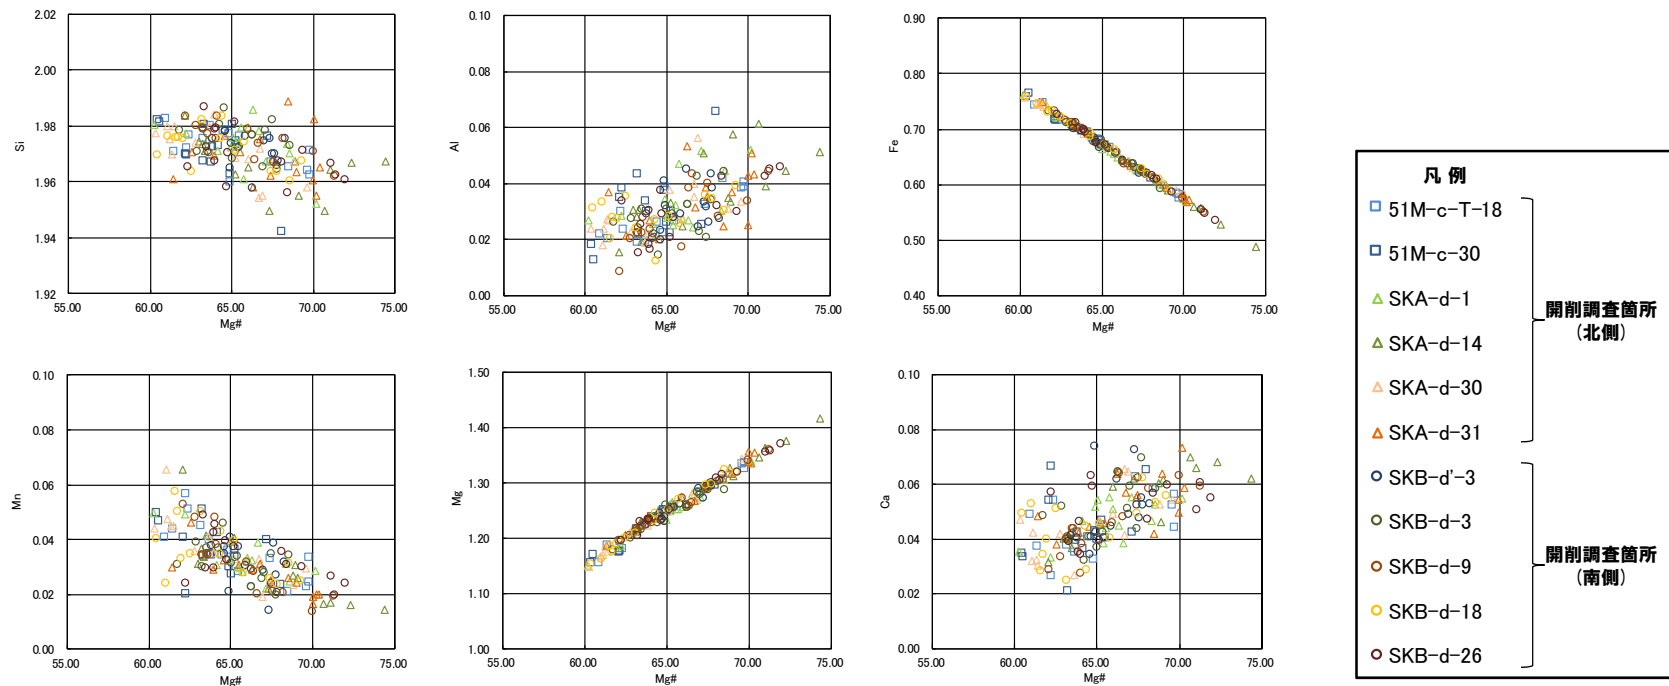 2.02
2.00
1.98
1.96
1.94
1.92
Si
55.00 60.00 65.00 70.00 75.00
Mg#
0.10
0.08
0.06
0.04
0.02
0.00
Al
55.00 60.00 65.00 70.00 75.00
Mg#
0.90
0.80
0.70
0.60
0.50
0.40
Fe
55.00 60.00 65.00 70.00 75.00
Mg#
0.10
0.08
0.06
0.04
0.02
0.00
Mn
55.00 60.00 65.00 70.00 75.00
Mg#
1.50
1.40
1.30
1.20
1.10
1.00
Mg
55.00 60.00 65.00 70.00 75.00
Mg#
0.10
0.08
0.06
0.04
0.02
0.00
Ca
55.00 60.00 65.00 70.00 75.00
Mg#
凡例
51M-c-T-18
51M-c-30
SKA-d-1
SKA-d-14
SKA-d-30
SKA-d-31
開削調査箇所
(北側)
SKB-d'-3
SKB-d-3
SKB-d-9
SKB-d-18
SKB-d-26
開削調査箇所
(南側)